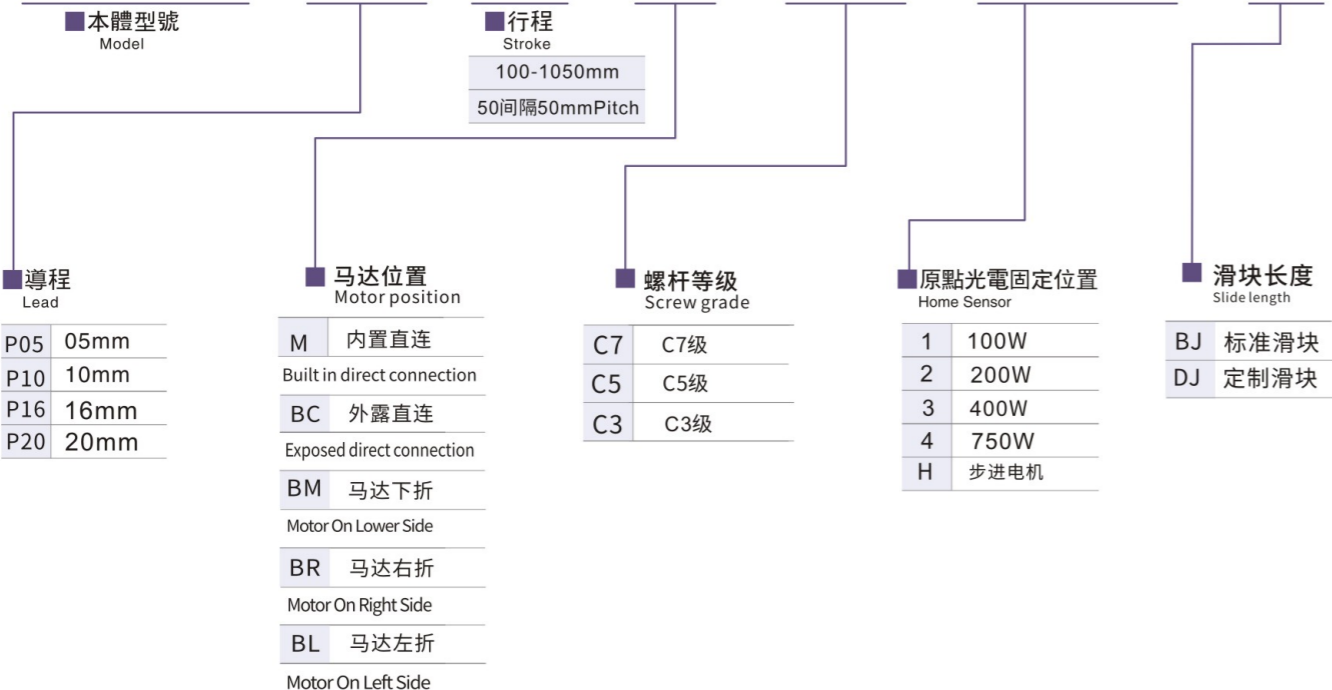 本體型號
Model
行程
Stroke
100-1050mm
50间隔50mmPitch
導程
Lead
P05 05mm
P10 10mm
P16 16mm
P20 20mm
马达位置
Motor position
M 内置直连
Built in direct connection
BC 外露直连
Exposed direct connection
BM 马达下折
Motor On Lower Side
BR 马达右折
Motor On Right Side
BL 马达左折
Motor On Left Side
螺杆等级
Screw grade
C7 C7级
C5 C5级
C3 C3级
原點光電固定位置
Home Sensor
1 100W
2 200W
3 400W
4 750W
H 步进电机
滑块长度
Slide length
BJ 标准滑块
DJ 定制滑块